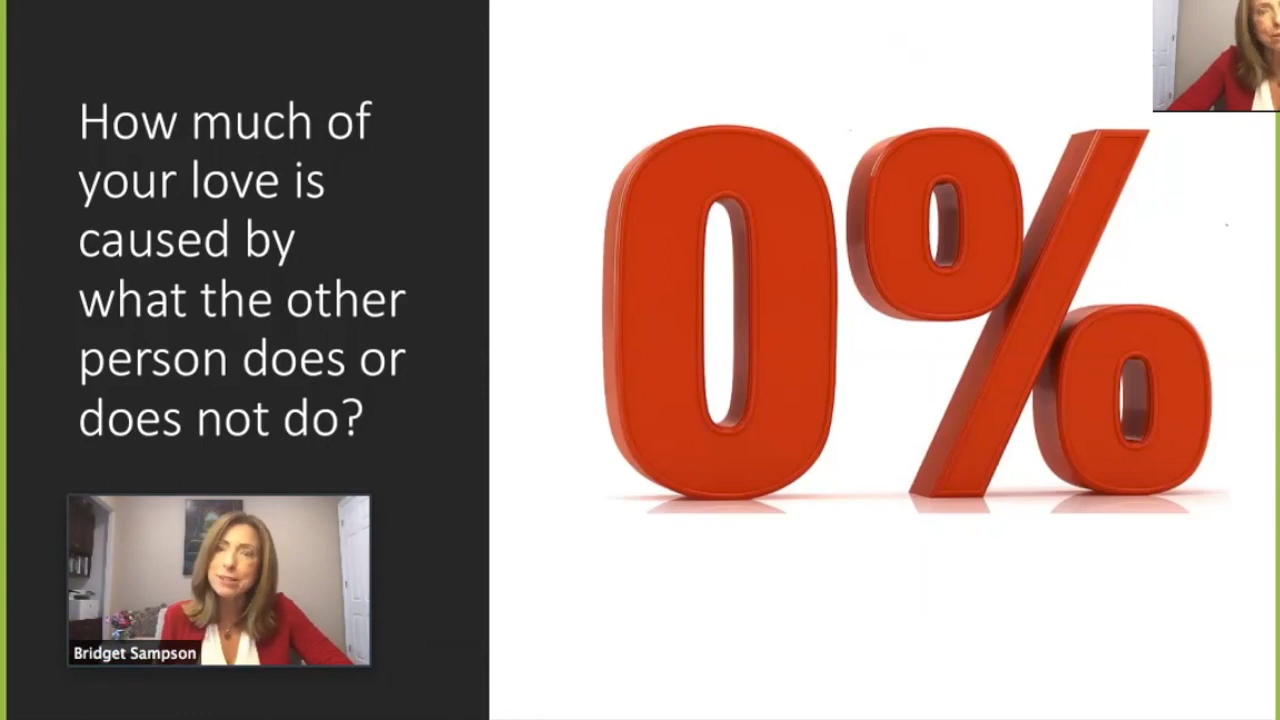 How much of
your love is
caused by
what the other
person does or
does not do?
0%
Bridget Sampson